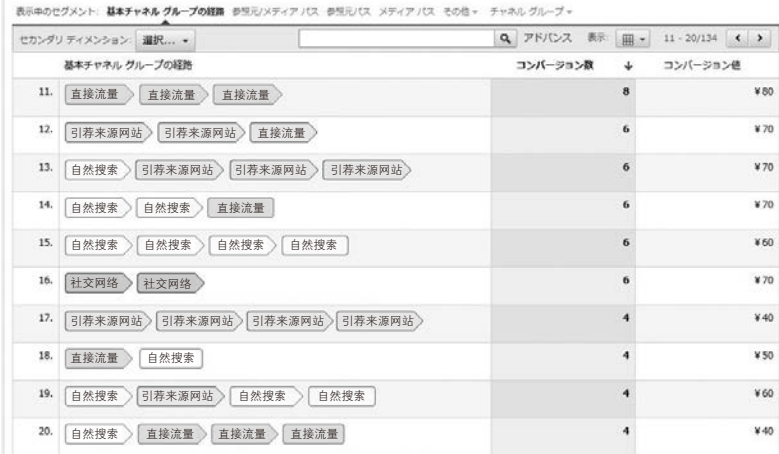 表示中のセグメント: 基本チャネル グループの経路 参照元/メディア パス 参照元パス メディア パス その他 チャネル グループ
セカンダリ ディメンション: 選択... アドバンス 表示: 11 - 20/134
基本チャネル グループの経路 コンバージョン数 ↓ コンバージョン値
11. 直接流量 直接流量 直接流量 8 ¥80
12. 引荐来源网站 引荐来源网站 直接流量 6 ¥70
13. 自然搜索 引荐来源网站 引荐来源网站 引荐来源网站 6 ¥70
14. 自然搜索 自然搜索 直接流量 6 ¥70
15. 自然搜索 自然搜索 自然搜索 自然搜索 6 ¥60
16. 社交网络 社交网络 6 ¥70
17. 引荐来源网站 引荐来源网站 引荐来源网站 引荐来源网站 4 ¥40
18. 直接流量 自然搜索 4 ¥50
19. 自然搜索 引荐来源网站 自然搜索 自然搜索 4 ¥60
20. 自然搜索 直接流量 直接流量 直接流量 4 ¥40